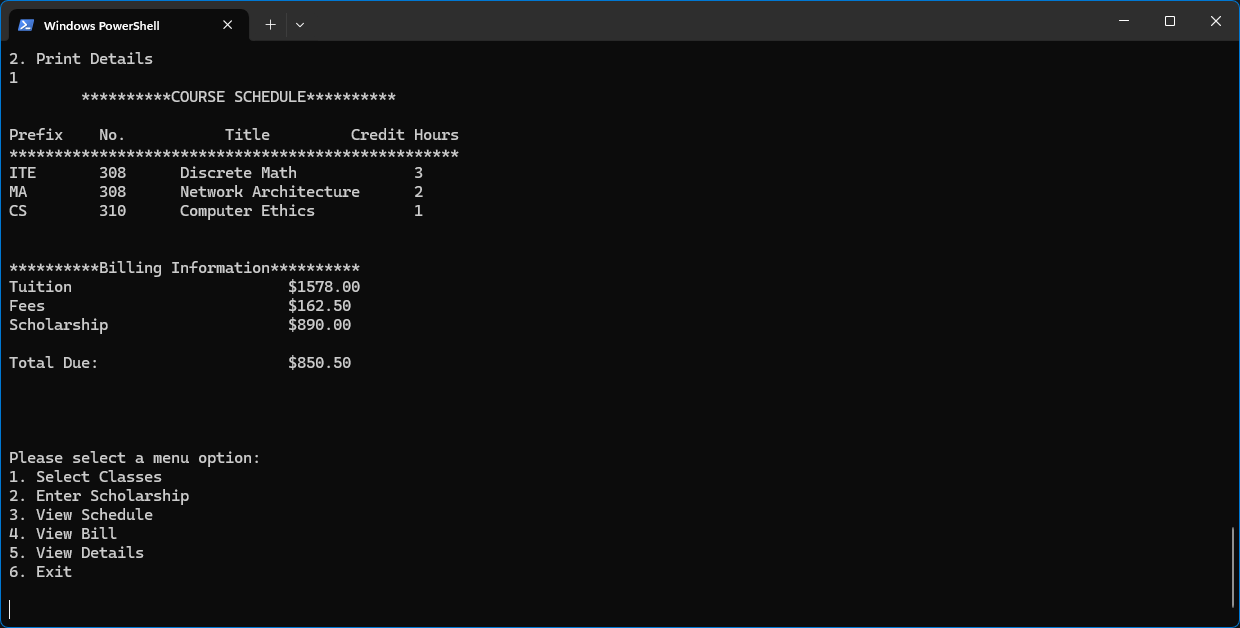 Windows PowerShell
2. Print Details
1
**********COURSE SCHEDULE**********
Prefix    No.           Title         Credit Hours
**************************************************
ITE       308      Discrete Math             3
MA        308      Network Architecture      2
CS        310      Computer Ethics           1
**********Billing Information**********
Tuition                        $1578.00
Fees                           $162.50
Scholarship                    $890.00
Total Due:                     $850.50
Please select a menu option:
1. Select Classes
2. Enter Scholarship
3. View Schedule
4. View Bill
5. View Details
6. Exit